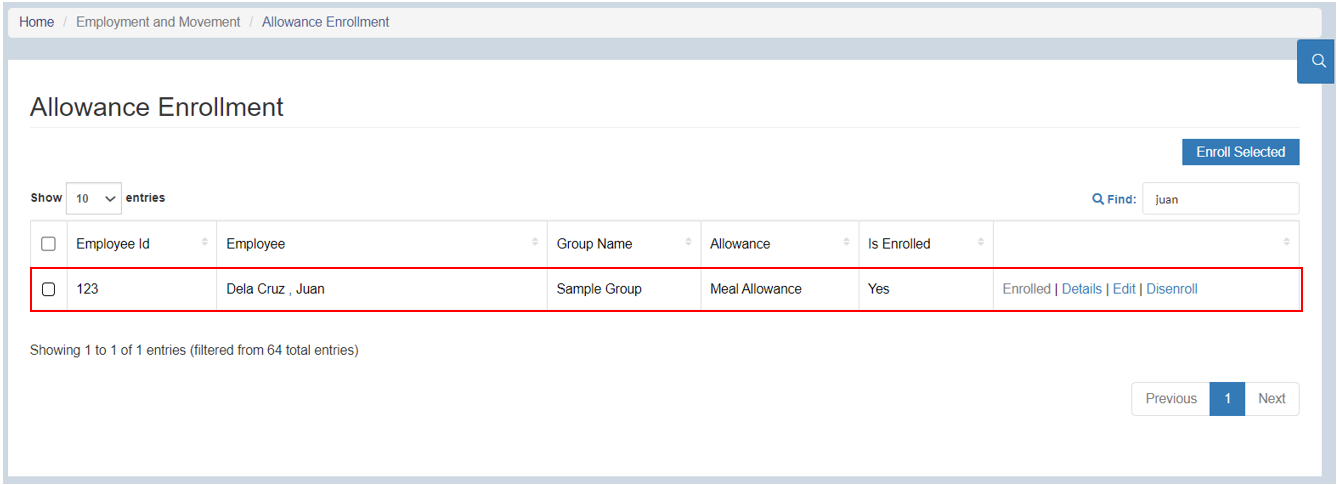 Home / Employment and Movement / Allowance Enrollment
Allowance Enrollment
Enroll Selected
Show 10 entries Find: juan
Employee Id Employee Group Name Allowance Is Enrolled
123 Dela Cruz , Juan Sample Group Meal Allowance Yes Enrolled | Details | Edit | Disenroll
Showing 1 to 1 of 1 entries (filtered from 64 total entries)
Previous 1 Next